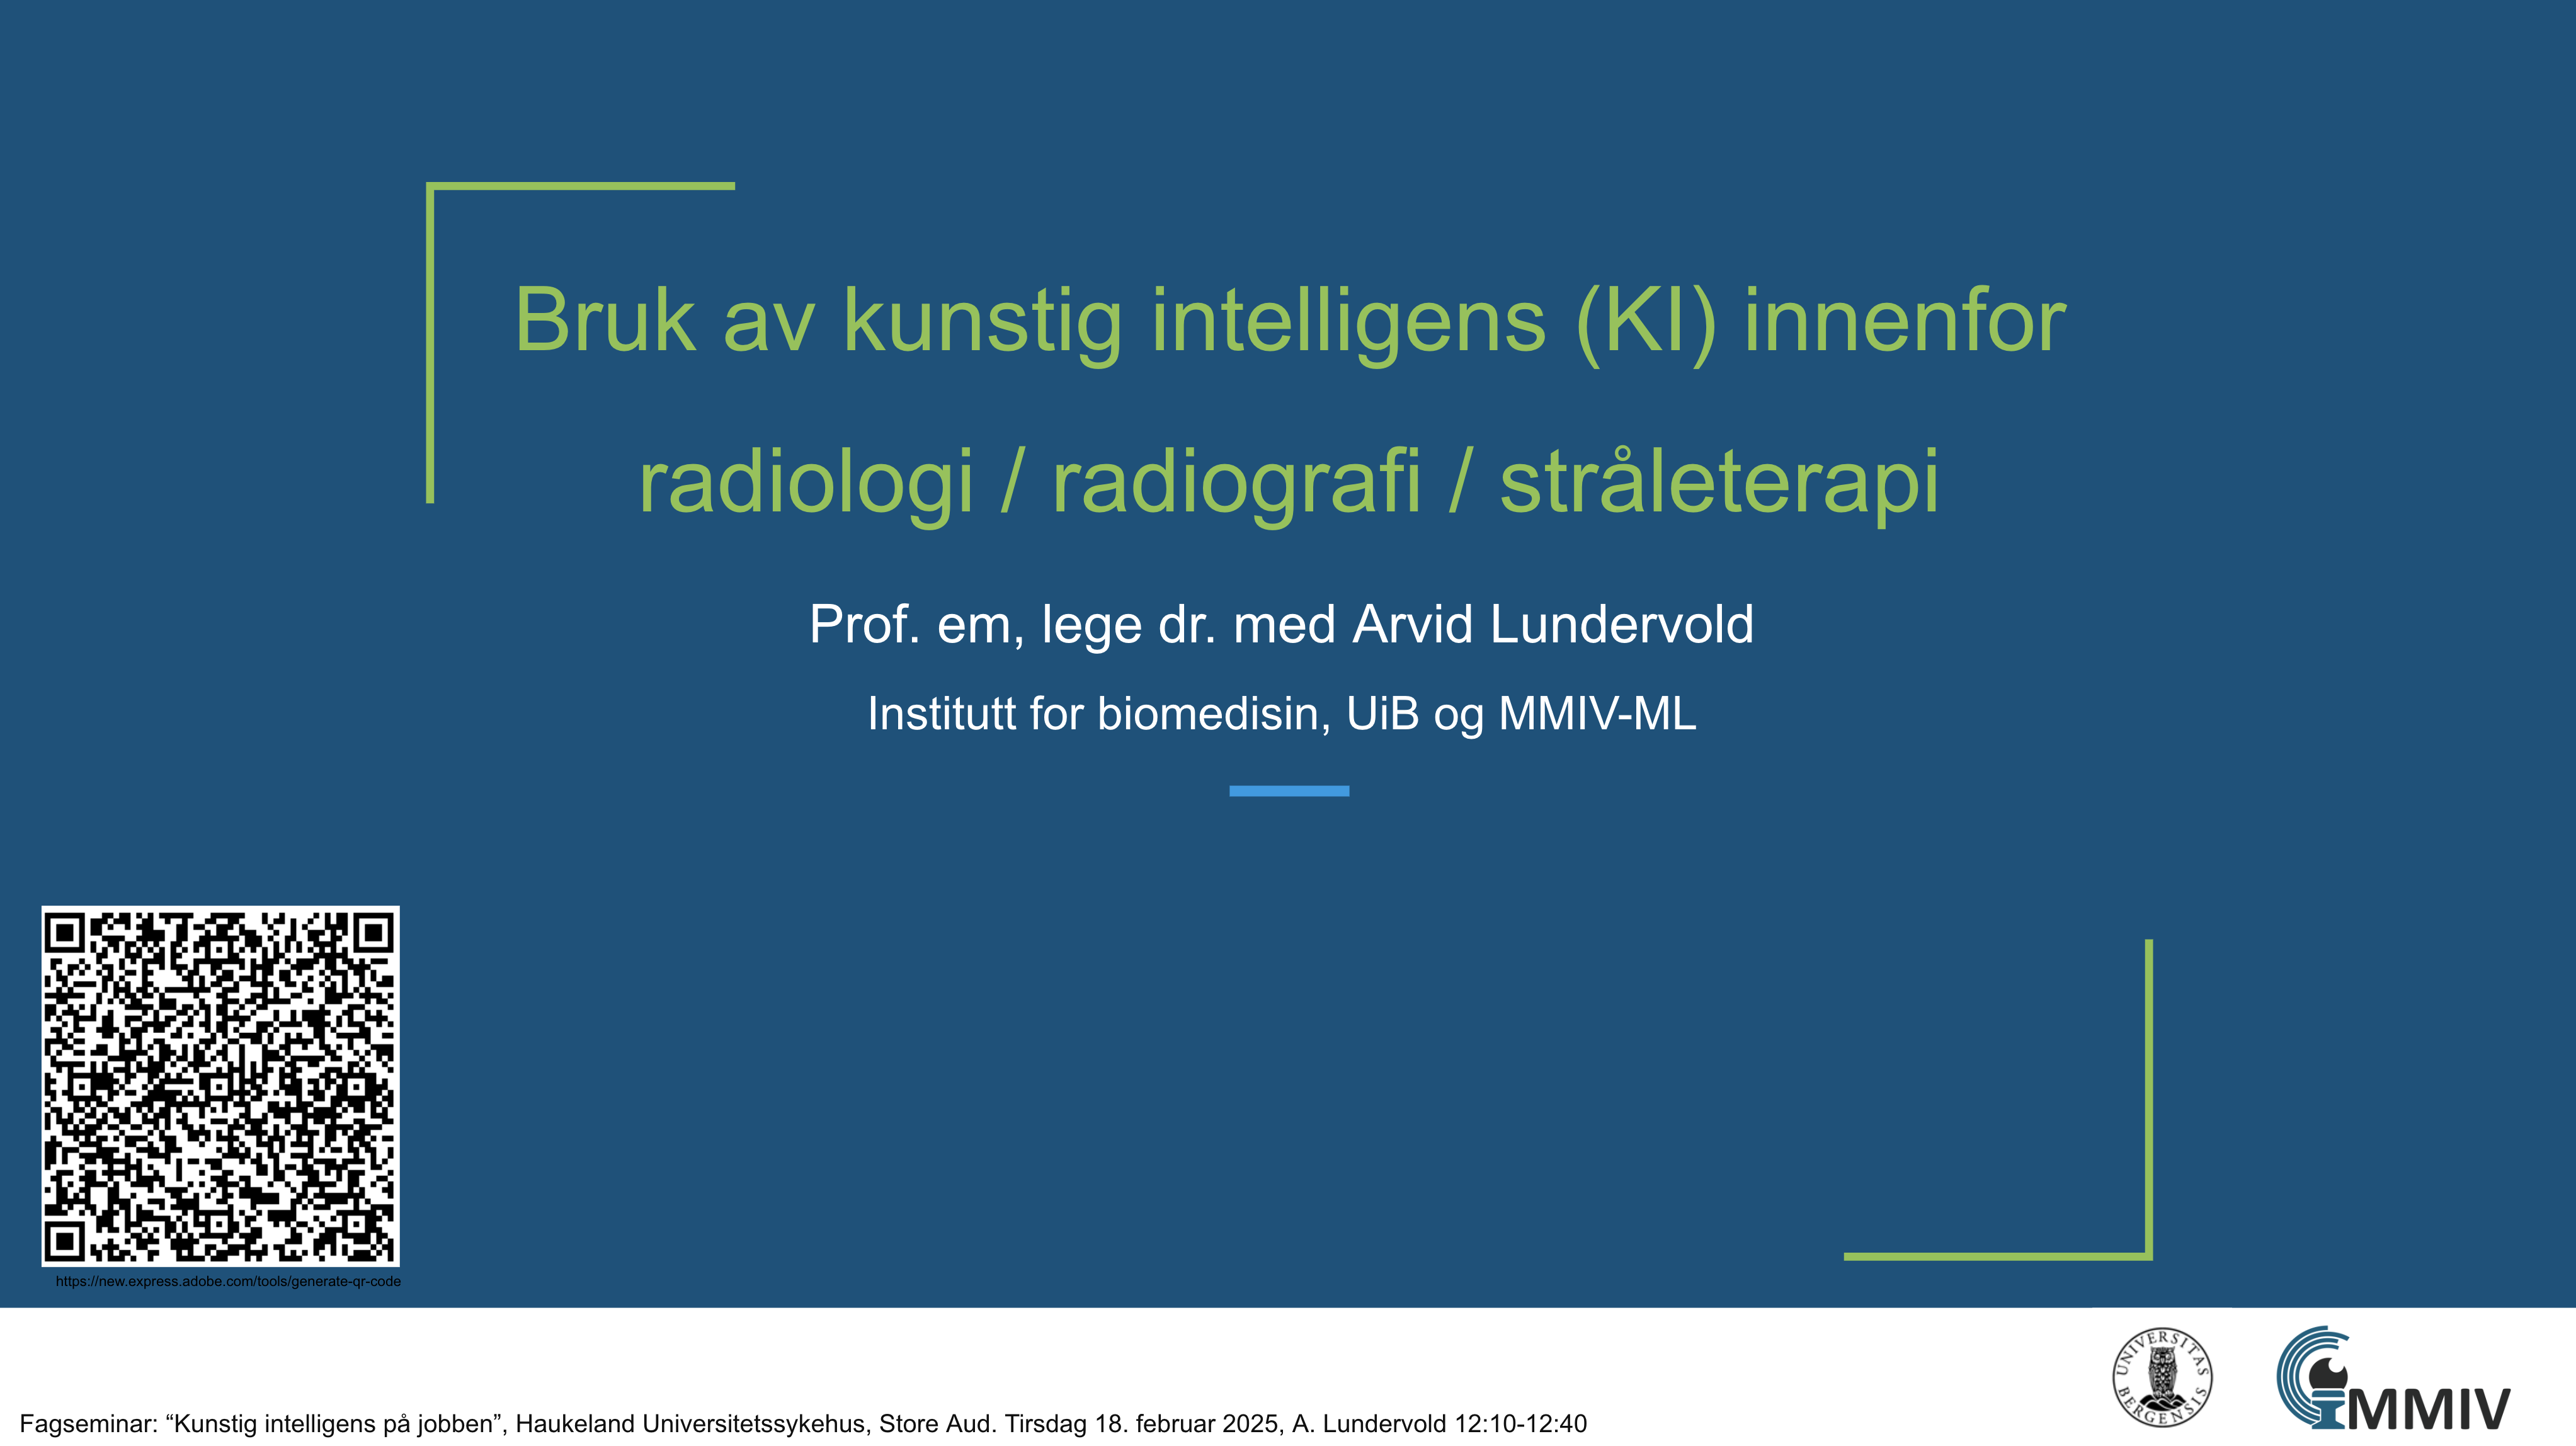 Bruk av kunstig intelligens (KI) innenfor
radiologi / radiografi / stråleterapi
Prof. em, lege dr. med Arvid Lundervold
Institutt for biomedisin, UiB og MMIV-ML
https://new.express.adobe.com/tools/generate-qr-code
Fagseminar: “Kunstig intelligens på jobben”, Haukeland Universitetssykehus, Store Aud. Tirsdag 18. februar 2025, A. Lundervold 12:10-12:40
UNIVERSITAS BERGENSIS
MMIV